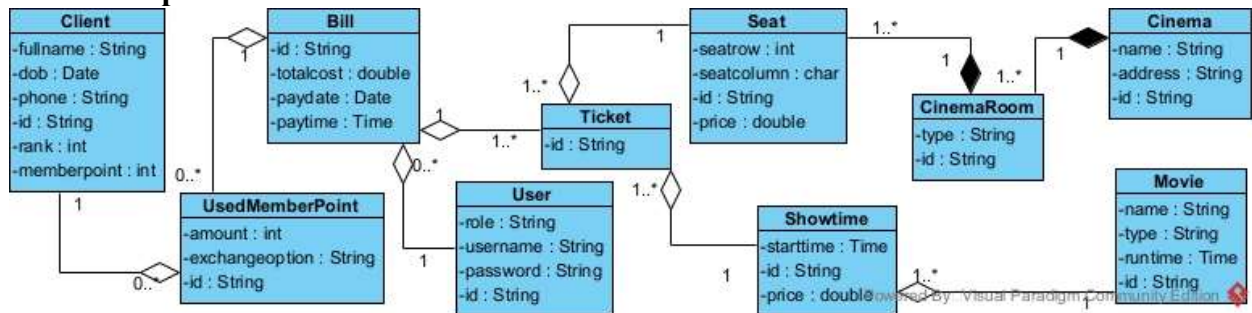 Client
-fullname : String
-dob : Date
-phone : String
-id : String
-rank : int
-memberpoint : int
1
0..*
Bill
-id : String
-totalcost : double
-paydate : Date
-paytime : Time
1
0..*
UsedMemberPoint
-amount : int
-exchangeoption : String
-id : String
1
1..*
0..*
1
User
-role : String
-username : String
-password : String
-id : String
Ticket
-id : String
1..*
1
1..*
1
Seat
-seatrow : int
-seatcolumn : char
-id : String
-price : double
1..*
1
CinemaRoom
-type : String
-id : String
1..*
1
Cinema
-name : String
-address : String
-id : String
Showtime
-starttime : Time
-id : String
-price : double
1..*
1
Movie
-name : String
-type : String
-runtime : Time
-id : String
Powered By Visual Paradigm Community Edition